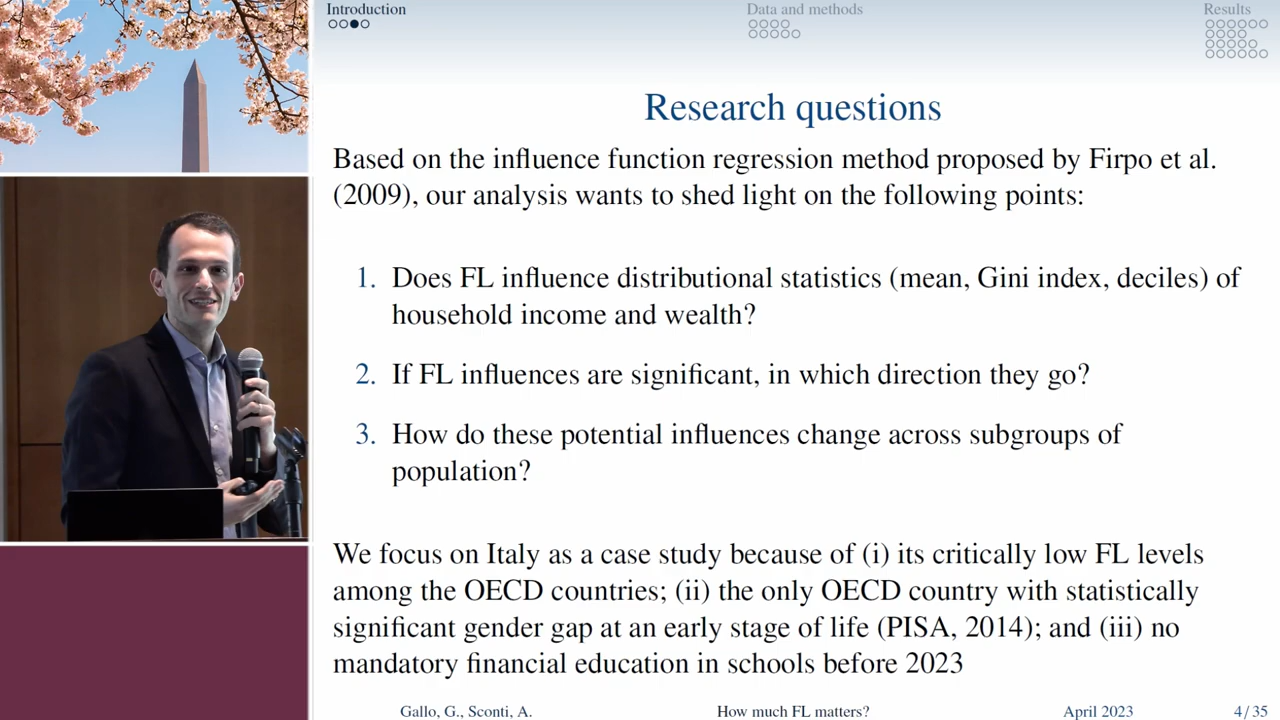 Introduction
Data and methods
Results
Research questions
Based on the influence function regression method proposed by Firpo et al.
(2009), our analysis wants to shed light on the following points:
1. Does FL influence distributional statistics (mean, Gini index, deciles) of
household income and wealth?
2. If FL influences are significant, in which direction they go?
3. How do these potential influences change across subgroups of
population?
We focus on Italy as a case study because of (i) its critically low FL levels
among the OECD countries; (ii) the only OECD country with statistically
significant gender gap at an early stage of life (PISA, 2014); and (iii) no
mandatory financial education in schools before 2023
Gallo, G., Sconti, A.
How much FL matters?
April 2023
4 / 35